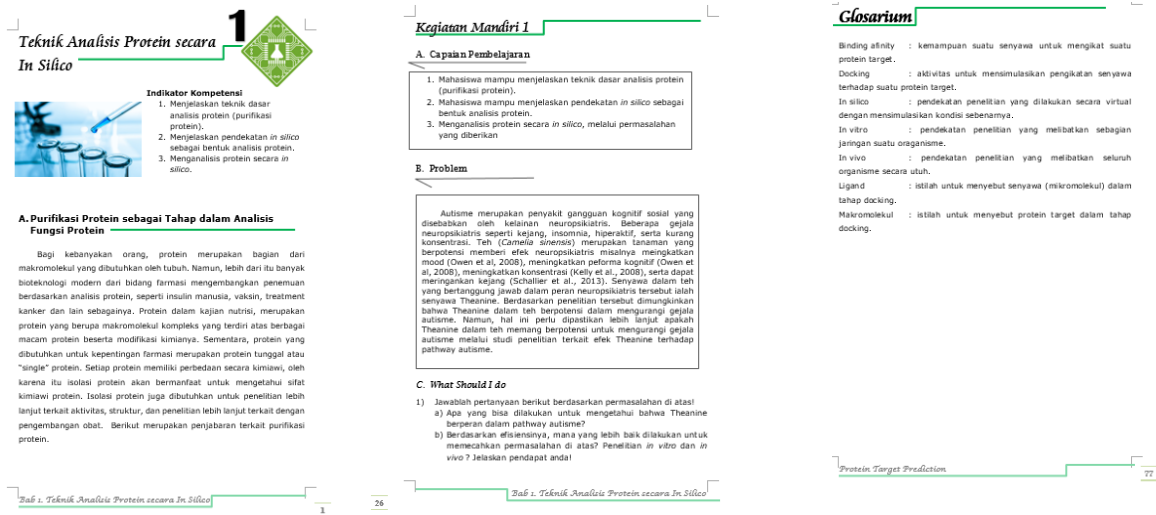 1
Teknik Analisis Protein secara
In Silico
Indikator Kompetensi
1. Menjelaskan teknik dasar
analisis protein (purifikasi
protein).
2. Menjelaskan pendekatan in silico
sebagai bentuk analisis protein.
3. Menganalisis protein secara in
silico.
A. Purifikasi Protein sebagai Tahap dalam Analisis
Fungsi Protein
Bagi kebanyakan orang, protein merupakan bagian dari
makromolekul yang dibutuhkan oleh tubuh. Namun, lebih dari itu banyak
bioteknologi modern dari bidang farmasi mengembangkan penemuan
berdasarkan analisis protein, seperti insulin manusia, vaksin, treatment
kanker dan lain sebagainya. Protein dalam kajian nutrisi, merupakan
protein yang berupa makromolekul kompleks yang terdiri atas berbagai
macam protein beserta modifikasi kimianya. Sementara, protein yang
dibutuhkan untuk kepentingan farmasi merupakan protein tunggal atau
"single" protein. Setiap protein memiliki perbedaan secara kimiawi, oleh
karena itu isolasi protein akan bermanfaat untuk mengetahui sifat
kimiawi protein. Isolasi protein juga dibutuhkan untuk penelitian lebih
lanjut terkait aktivitas, struktur, dan penelitian lebih lanjut terkait dengan
pengembangan obat. Berikut merupakan penjabaran terkait purifikasi
protein.
Bab 1. Teknik Analisis Protein secara In Silico
1
Kegiatan Mandiri 1
A. Capaian Pembelajaran
1. Mahasiswa mampu menjelaskan teknik dasar analisis protein
(purifikasi protein).
2. Mahasiswa mampu menjelaskan pendekatan in silico sebagai
bentuk analisis protein.
3. Menganalisis protein secara in silico, melalui permasalahan
yang diberikan
B. Problem
Autisme merupakan penyakit gangguan kognitif sosial yang
disebabkan oleh kelainan neuropsikiatris. Beberapa gejala
neuropsikiatris seperti kejang, insomnia, hiperaktif, serta kurang
konsentrasi. Teh (Camelia sinensis) merupakan tanaman yang
berpotensi memberi efek neuropsikiatris misalnya meingkatkan
mood (Owen et al, 2008), meningkatkan peforma kognitif (Owen et
al, 2008), meningkatkan konsentrasi (Kelly et al., 2008), serta dapat
meringankan kejang (Schallier et al., 2013). Senyawa dalam teh
yang bertanggung jawab dalam peran neuropsikiatris tersebut ialah
senyawa Theanine. Berdasarkan penelitian tersebut dimungkinkan
bahwa Theanine dalam teh berpotensi dalam mengurangi gejala
autisme. Namun, hal ini perlu dipastikan lebih lanjut apakah
Theanine dalam teh memang berpotensi untuk mengurangi gejala
autisme melalui studi penelitian terkait efek Theanine terhadap
pathway autisme.
C. What Should I do
1) Jawablah pertanyaan berikut berdasarkan permasalahan di atas!
a) Apa yang bisa dilakukan untuk mengetahui bahwa Theanine
berperan dalam pathway autisme?
b) Berdasarkan efisiensinya, mana yang lebih baik dilakukan untuk
memecahkan permasalahan di atas? Penelitian in vitro dan in
vivo ? Jelaskan pendapat anda!
26
Bab 1. Teknik Analisis Protein secara In Silico
Glosarium
Binding afinity : kemampuan suatu senyawa untuk mengikat suatu
protein target.
Docking : aktivitas untuk mensimulasikan pengikatan senyawa
terhadap suatu protein target.
In silico : pendekatan penelitian yang dilakukan secara virtual
dengan mensimulasikan kondisi sebenarnya.
In vitro : pendekatan penelitian yang melibatkan sebagian
jaringan suatu oraganisme.
In vivo : pendekatan penelitian yang melibatkan seluruh
organisme secara utuh.
Ligand : istilah untuk menyebut senyawa (mikromolekul) dalam
tahap docking.
Makromolekul : istilah untuk menyebut protein target dalam tahap
docking.
Protein Target Prediction
77